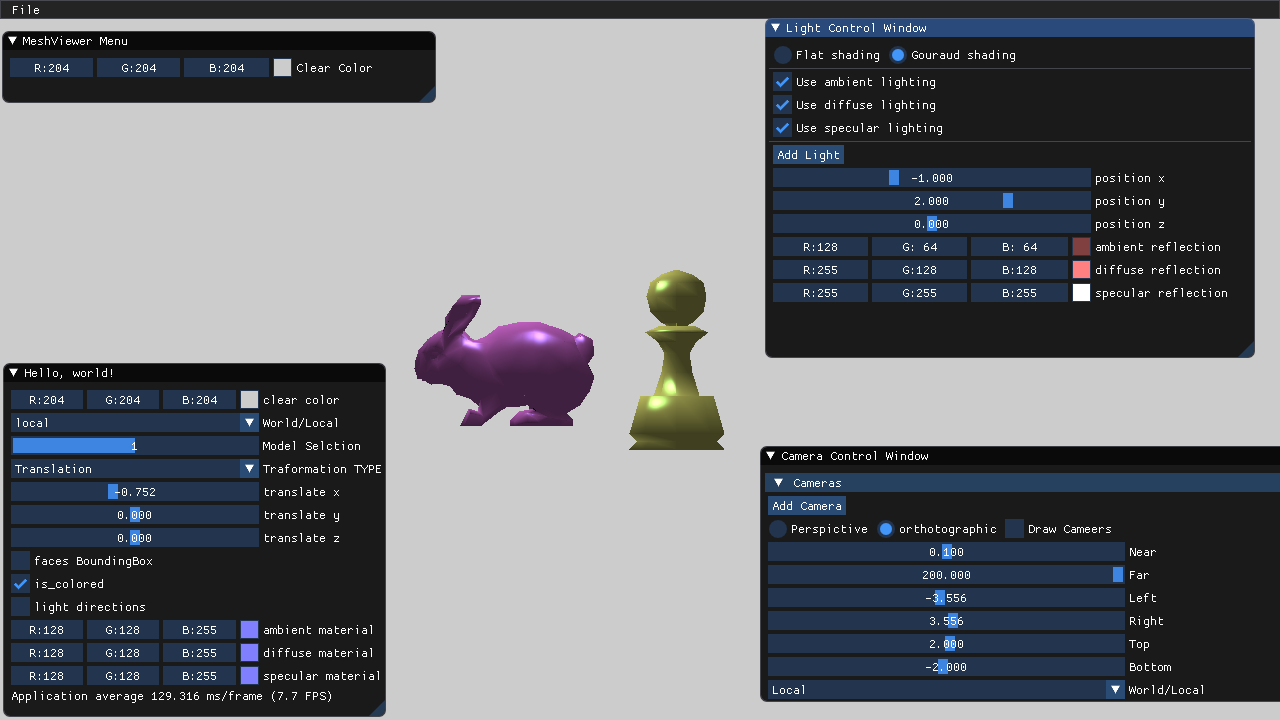 File
MeshViewer Menu
R:204 G:204 B:204 Clear Color
Light Control Window
Flat shading Gouraud shading
Use ambient lighting
Use diffuse lighting
Use specular lighting
Add Light
-1.000 position x
2.000 position y
0.000 position z
R:128 G: 64 B: 64 ambient reflection
R:255 G:128 B:128 diffuse reflection
R:255 G:255 B:255 specular reflection
Hello, world!
R:204 G:204 B:204 clear color
local World/Local
1 Model Selction
Translation Traformation TYPE
-0.752 translate x
0.000 translate y
0.000 translate z
faces BoundingBox
is_colored
light directions
R:128 G:128 B:255 ambient material
R:128 G:128 B:255 diffuse material
R:128 G:128 B:255 specular material
Application average 129.316 ms/frame (7.7 FPS)
Camera Control Window
Cameras
Add Camera
Perspictive orthotographic Draw Cameers
0.100 Near
200.000 Far
-3.556 Left
3.556 Right
2.000 Top
-2.000 Bottom
Local World/Local